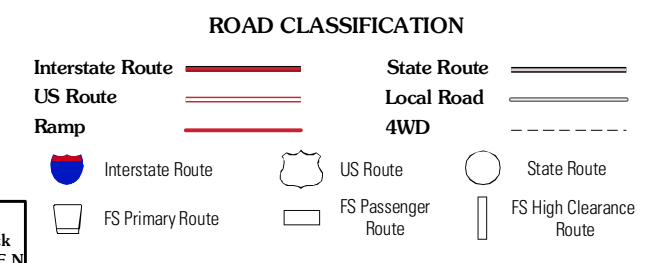 ROAD CLASSIFICATION
Interstate Route
State Route
US Route
Local Road
Ramp
4WD
Interstate Route
US Route
State Route
FS Primary Route
FS Passenger
Route
FS High Clearance
Route